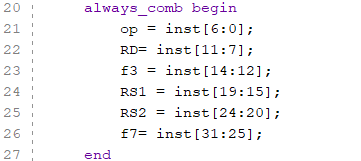 20 always_comb begin
21 op = inst[6:0];
22 RD= inst[11:7];
23 f3 = inst[14:12];
24 RS1 = inst[19:15];
25 RS2 = inst[24:20];
26 f7= inst[31:25];
27 end